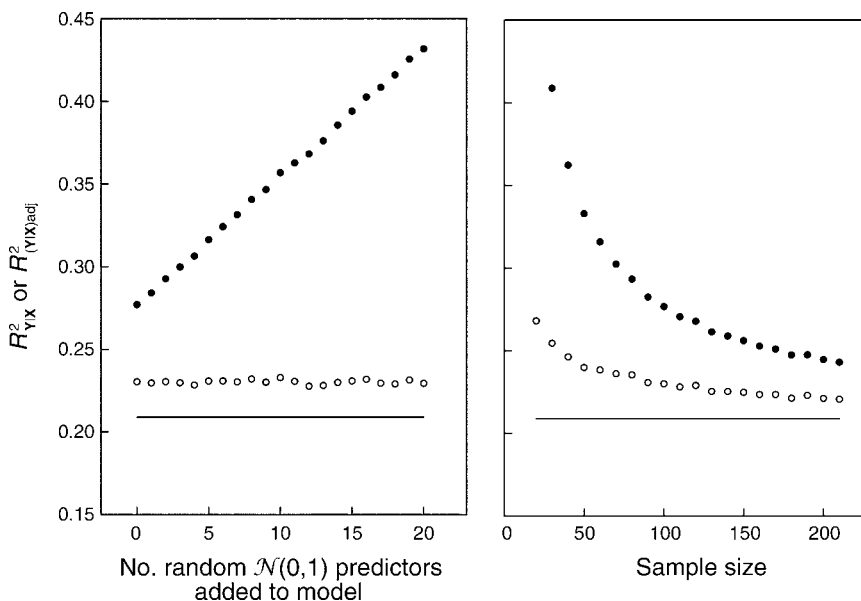 R²Y|X or R²(Y|X)adj
0.45
0.40
0.35
0.30
0.25
0.20
0.15
0 5 10 15 20
No. random 𝒩(0,1) predictors
added to model
0 50 100 150 200
Sample size